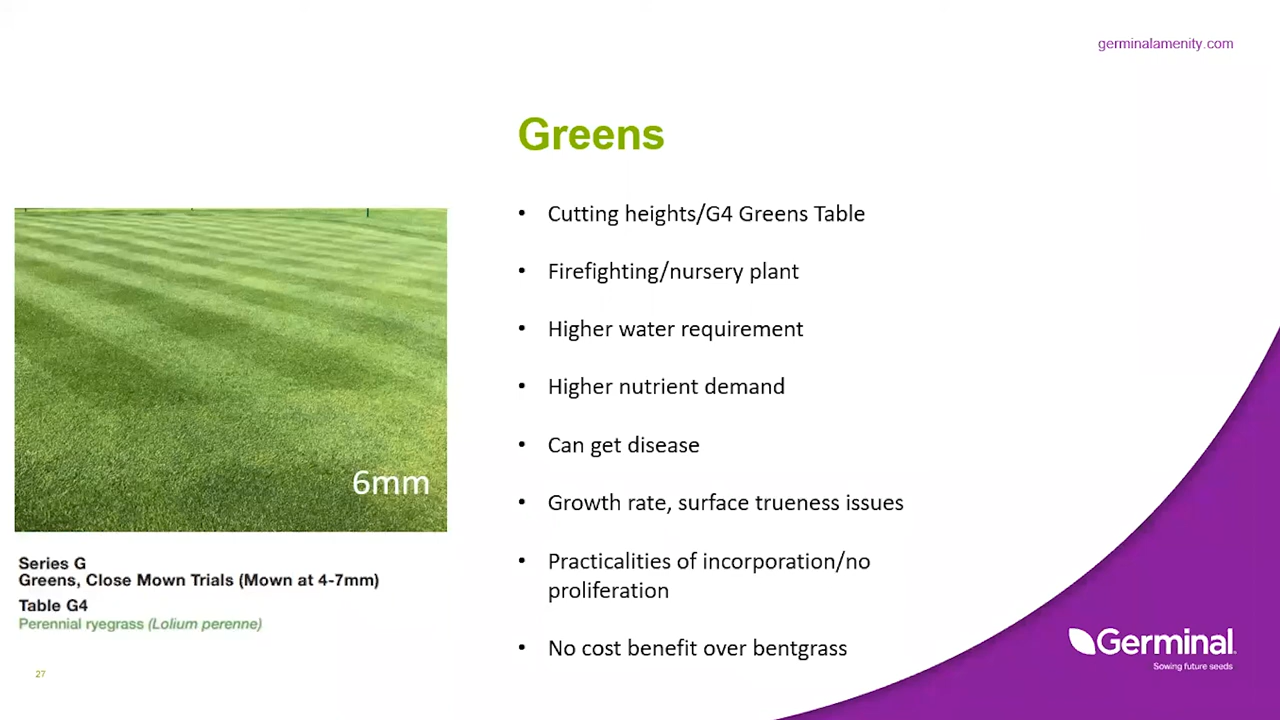 germinalamenity.com
Greens
• Cutting heights/G4 Greens Table
• Firefighting/nursery plant
• Higher water requirement
• Higher nutrient demand
• Can get disease
• Growth rate, surface trueness issues
• Practicalities of incorporation/no
proliferation
• No cost benefit over bentgrass
6mm
Series G
Greens, Close Mown Trials (Mown at 4-7mm)
Table G4
Perennial ryegrass (Lolium perenne)
27
Germinal
Sowing future seeds